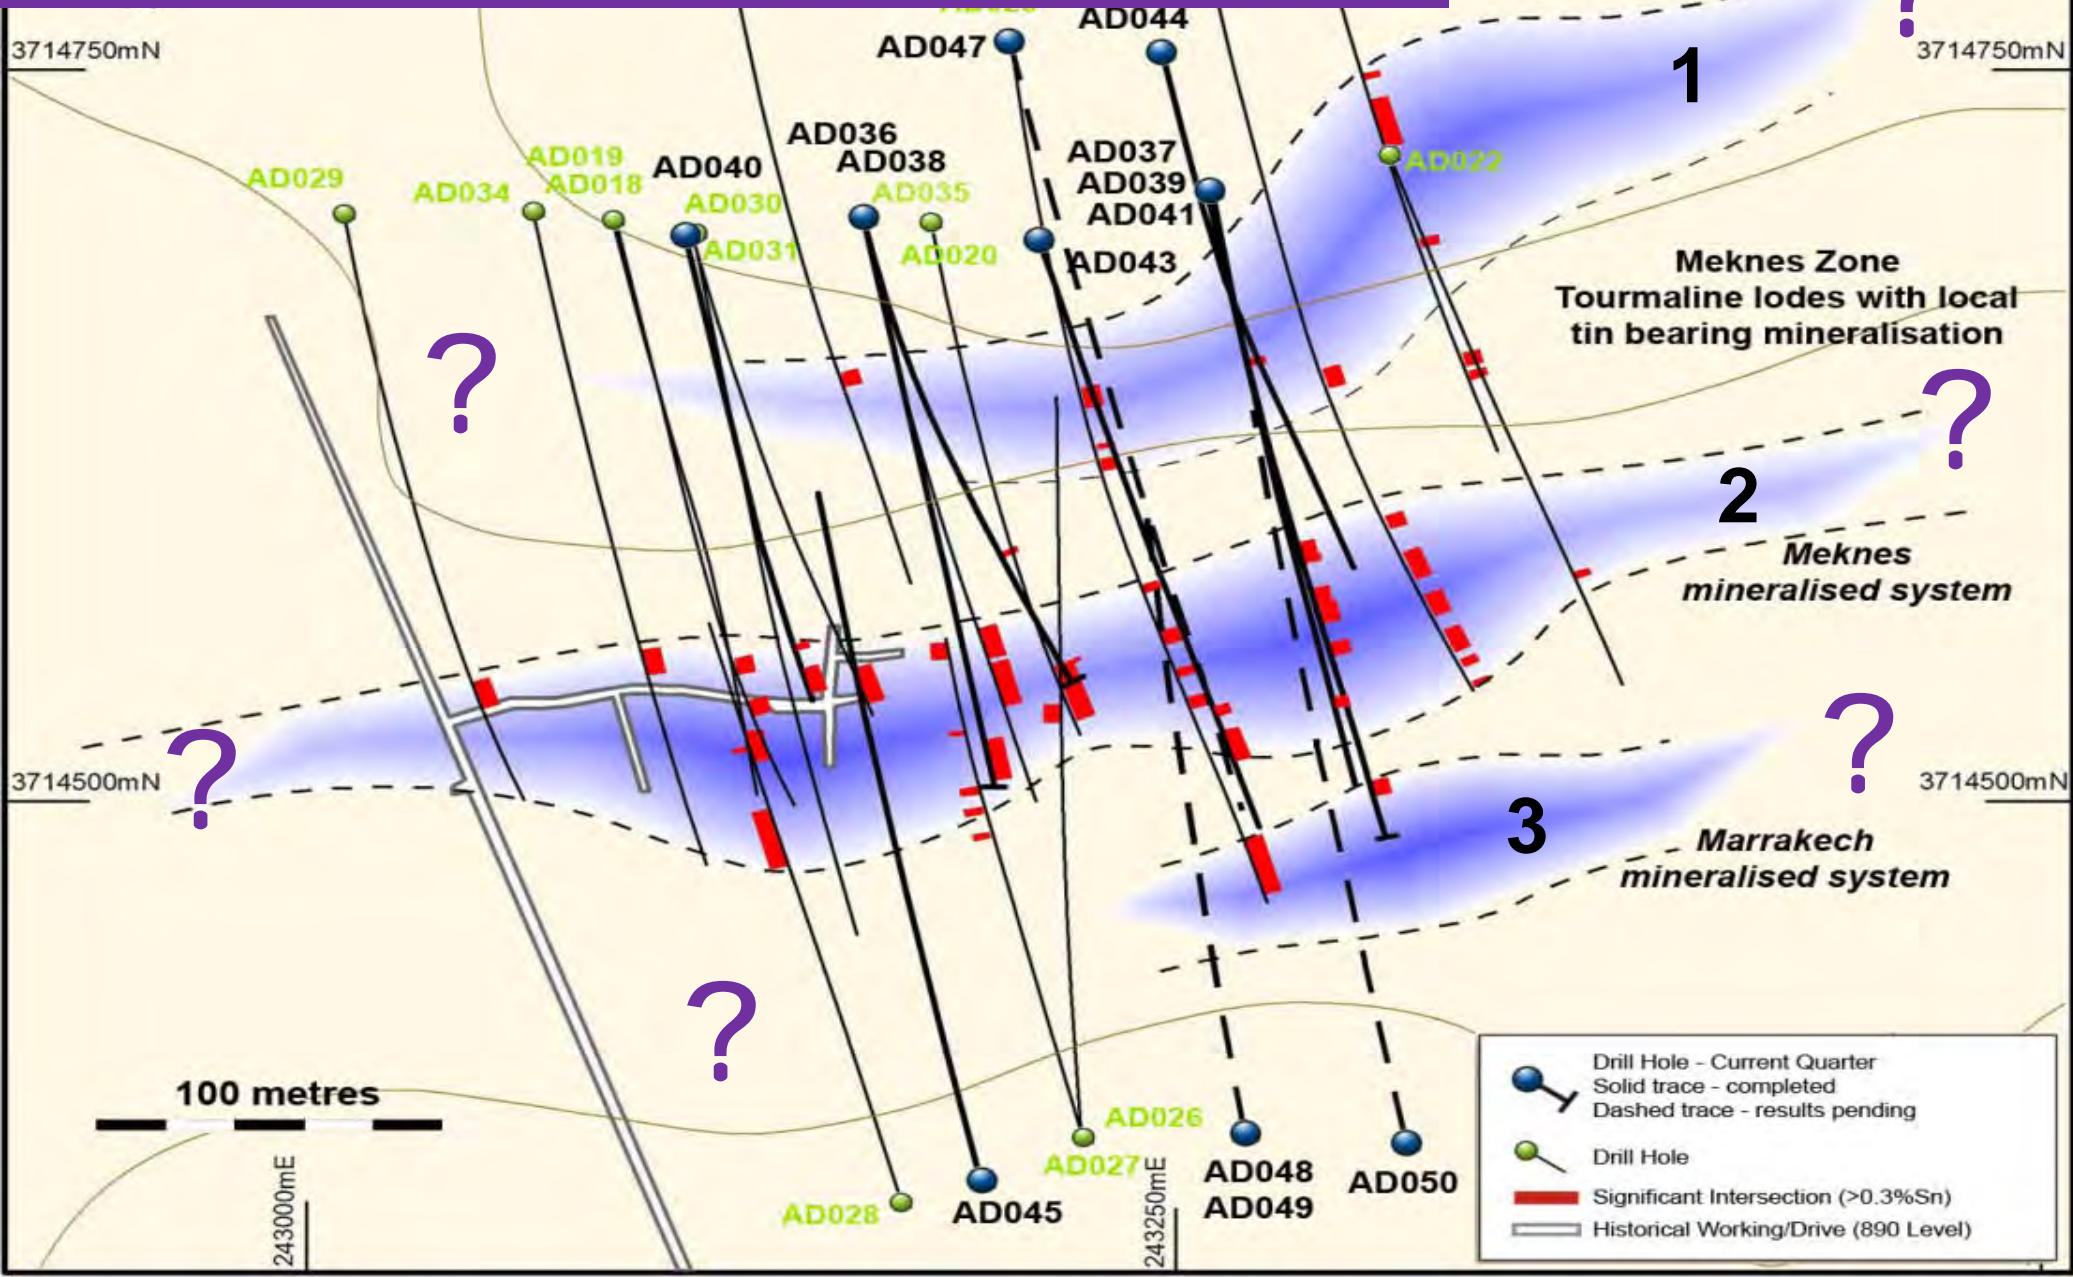 AD044
AD047
3714750mN
3714750mN
1
?
AD036
AD038
AD037
AD039
AD041
AD019
AD018
AD040
AD022
AD029
AD034
AD030
AD035
AD031
AD020
AD043
Meknes Zone
Tourmaline lodes with local
tin bearing mineralisation
?
?
2
Meknes
mineralised system
?
?
3714500mN
3714500mN
3
Marrakech
mineralised system
?
100 metres
AD026
AD027
AD028
AD045
AD048
AD049
AD050
243000mE
243250mE
Drill Hole - Current Quarter
Solid trace - completed
Dashed trace - results pending
Drill Hole
Significant Intersection (>0.3%Sn)
Historical Working/Drive (890 Level)